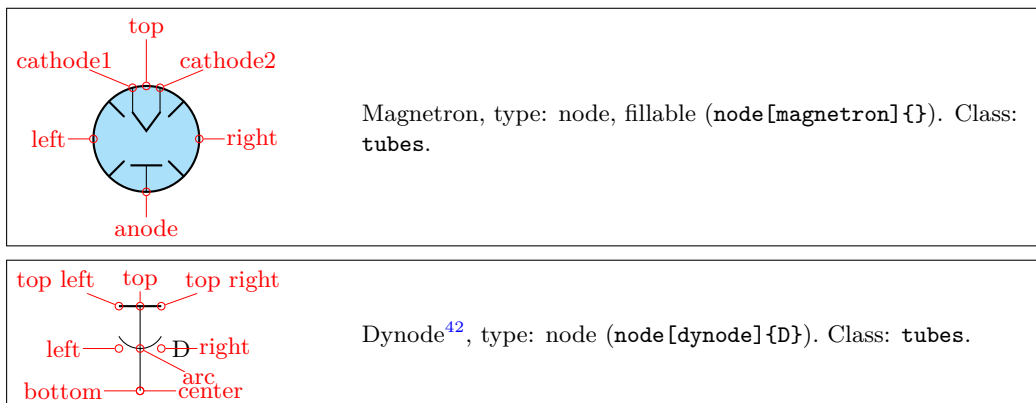 top
cathode1
cathode2
left
right
anode
Magnetron, type: node, fillable (node[magnetron]{}). Class:
tubes.
top left
top
top right
left
D
right
arc
bottom
center
Dynode42, type: node (node[dynode]{D}). Class: tubes.